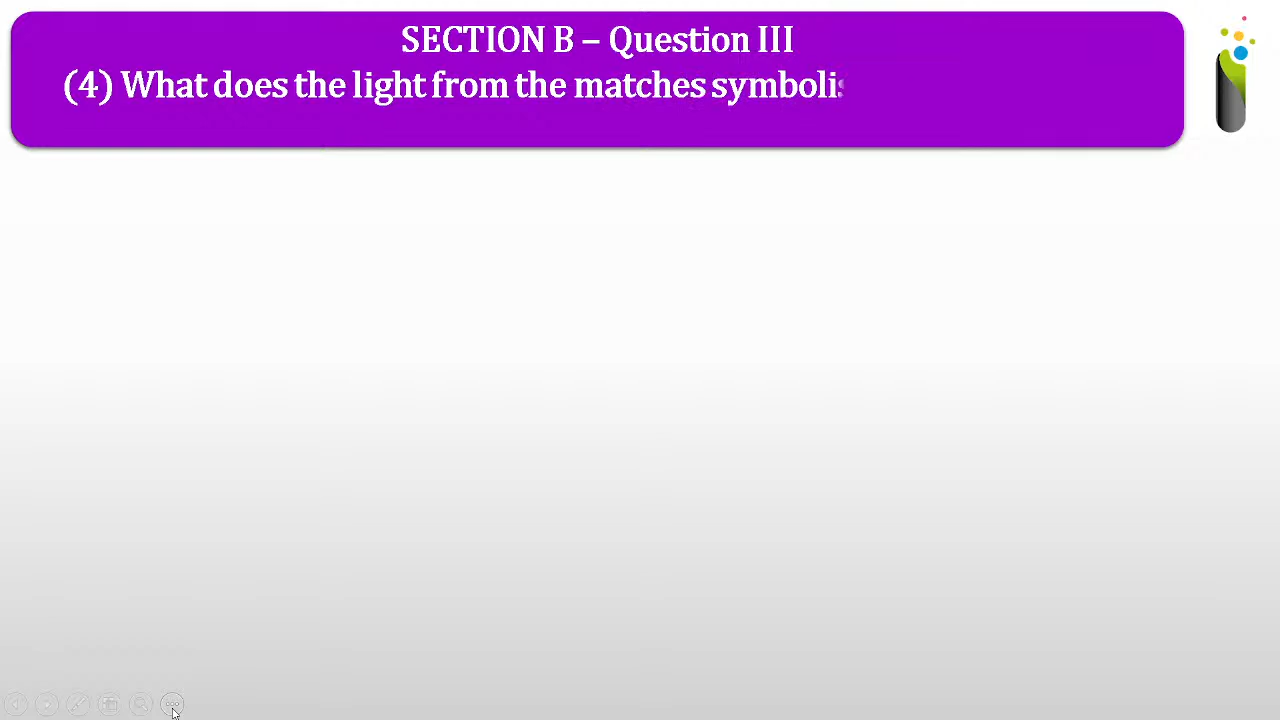 SECTION B – Question III
(4) What does the light from the matches symbolis